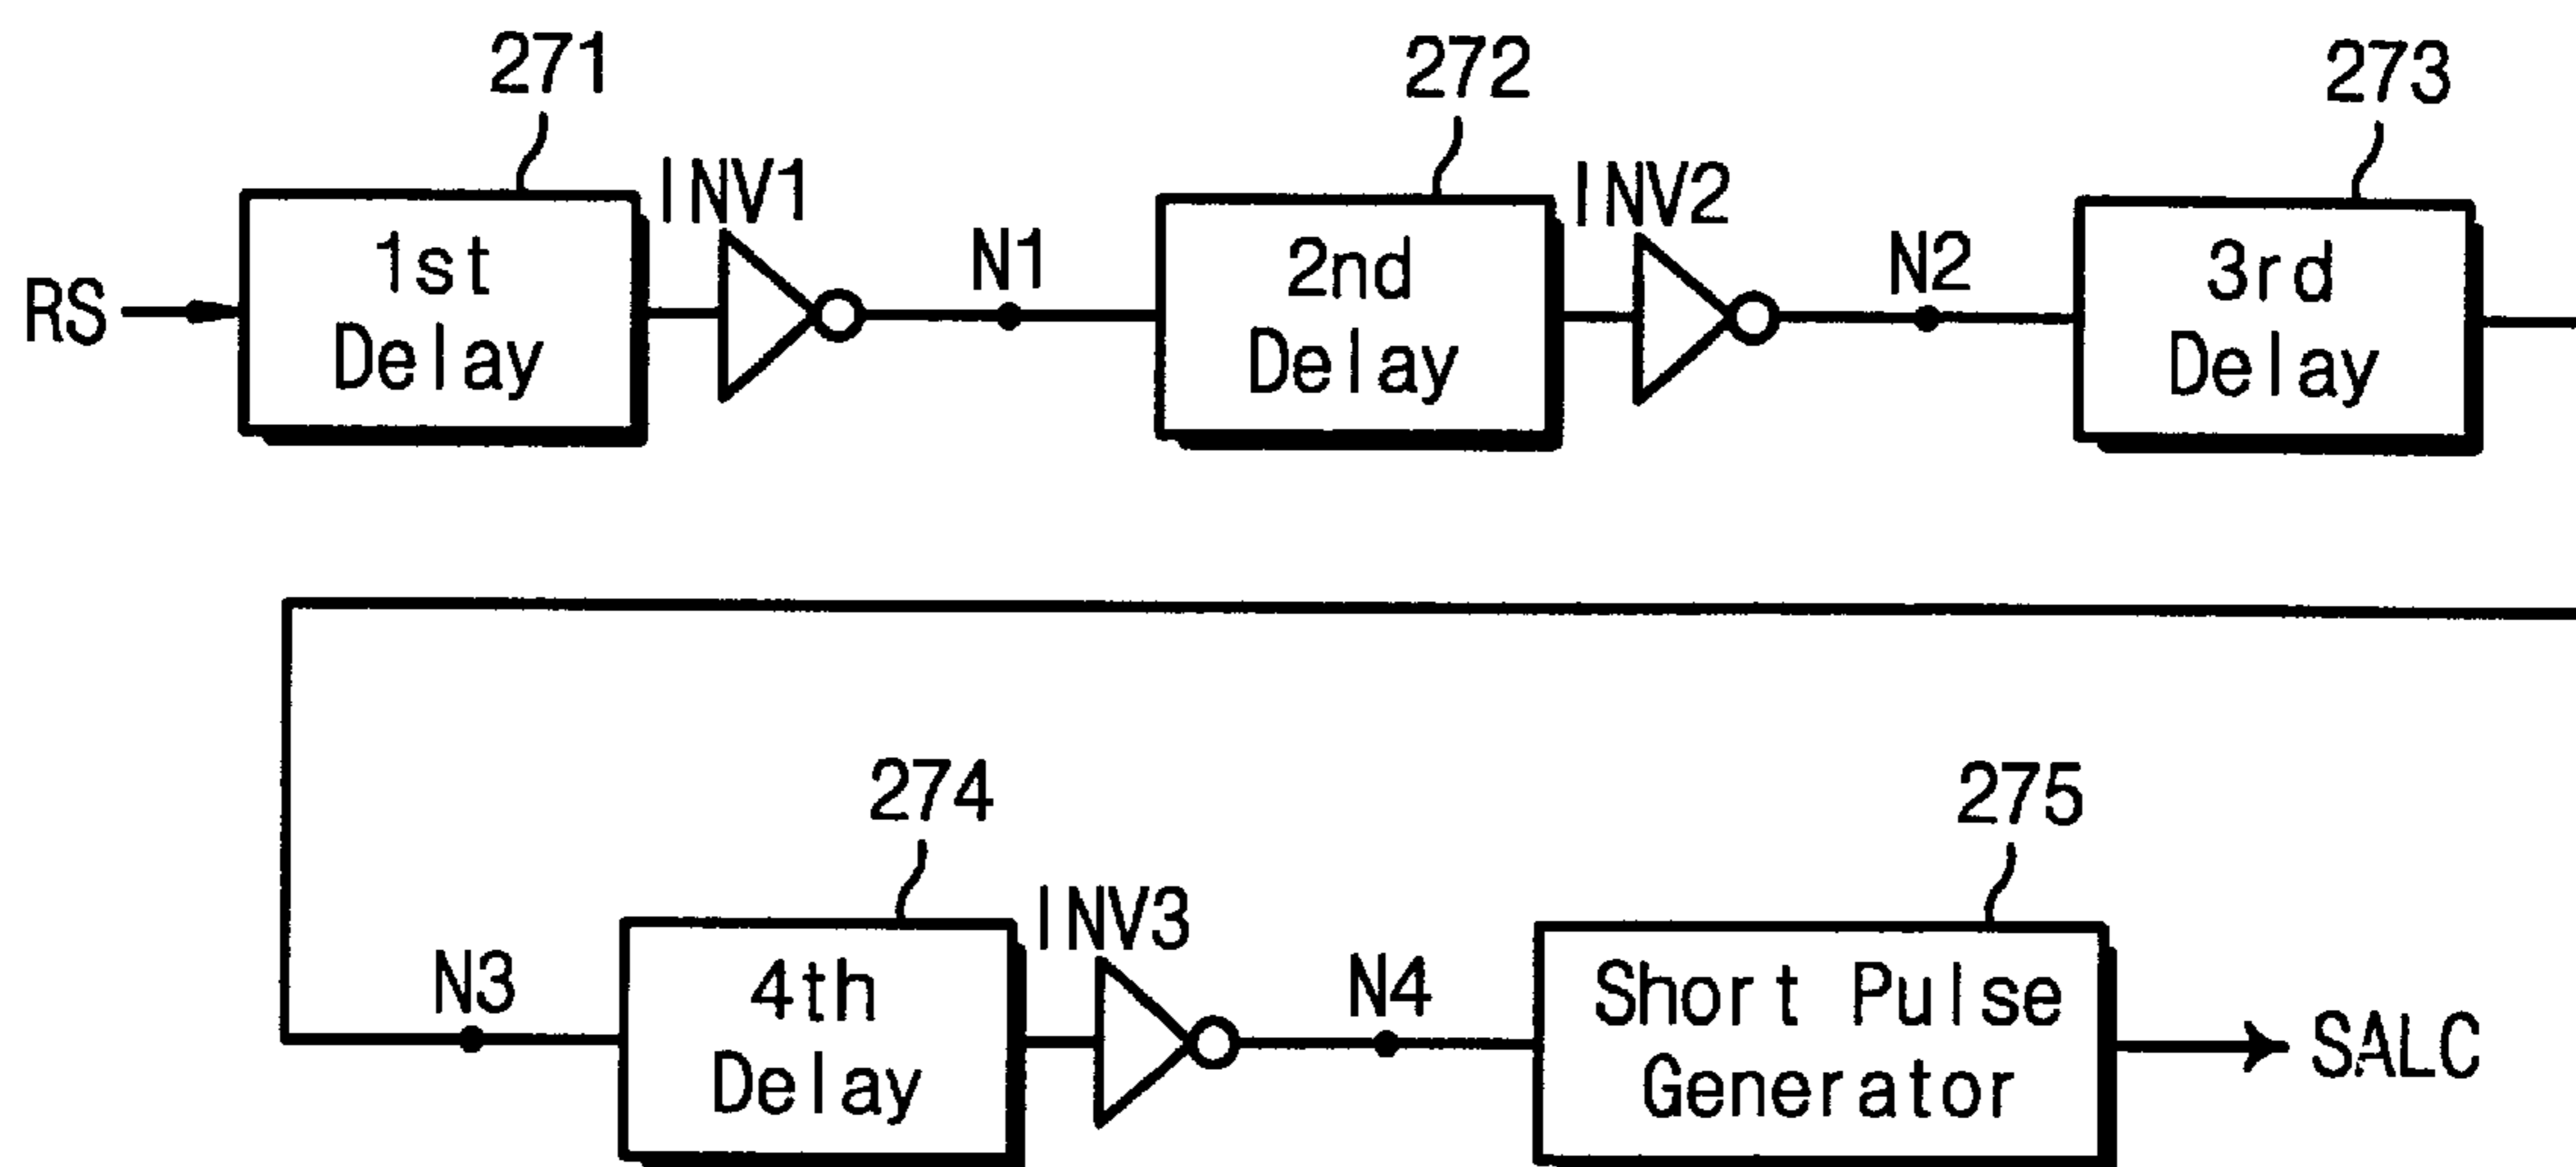 271
272
273
INV1
INV2
RS
1st
Delay
N1
2nd
Delay
N2
3rd
Delay
274
275
INV3
N3
4th
Delay
N4
Short Pulse
Generator
SALC